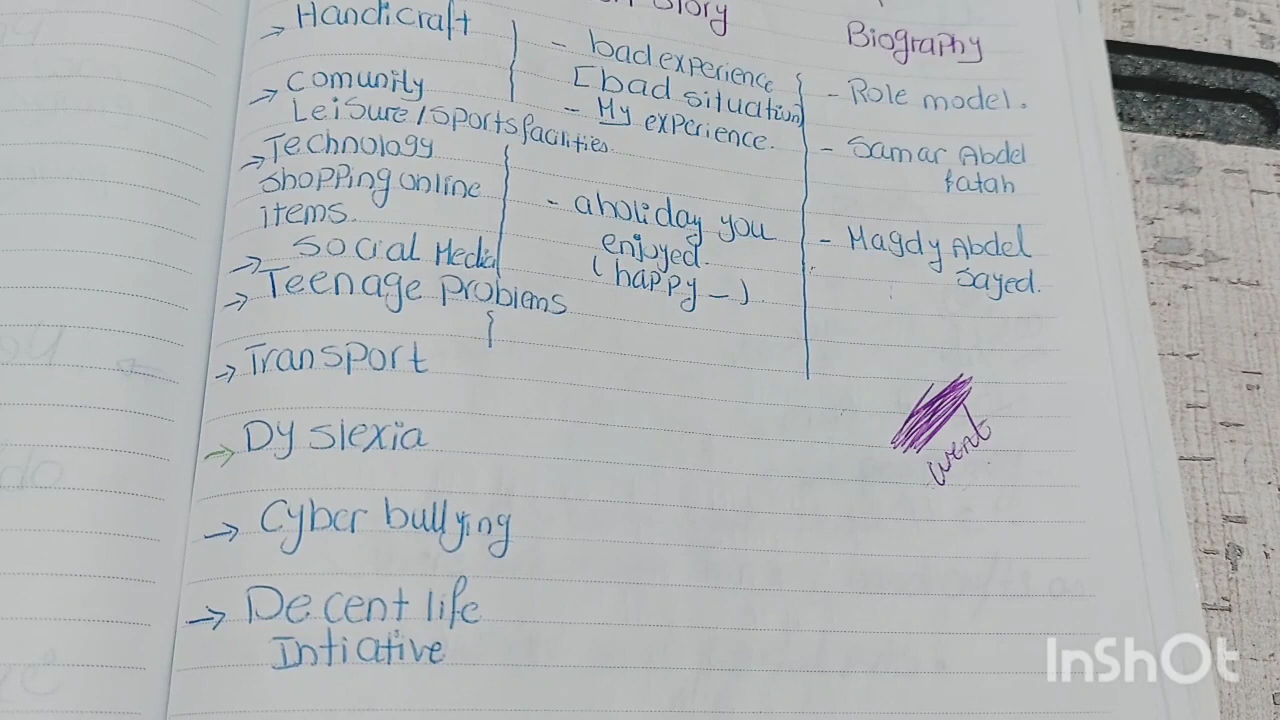 Story
Biography
→ Handicraft
→ Comunity
Leisure / sports facilities.
→ Technology
shopping online
items.
→ Social Media
→ Teenage problems
→ Transport
→ Dyslexia
→ Cyber bullying
→ Decent life
Intiative
- bad experience
[bad situation]
- My experience.
- a holiday you
enjoyed.
(happy -)
- Role model.
- Samar Abdel
fatah
- Magdy Abdel
Sayed.
went
InShOt